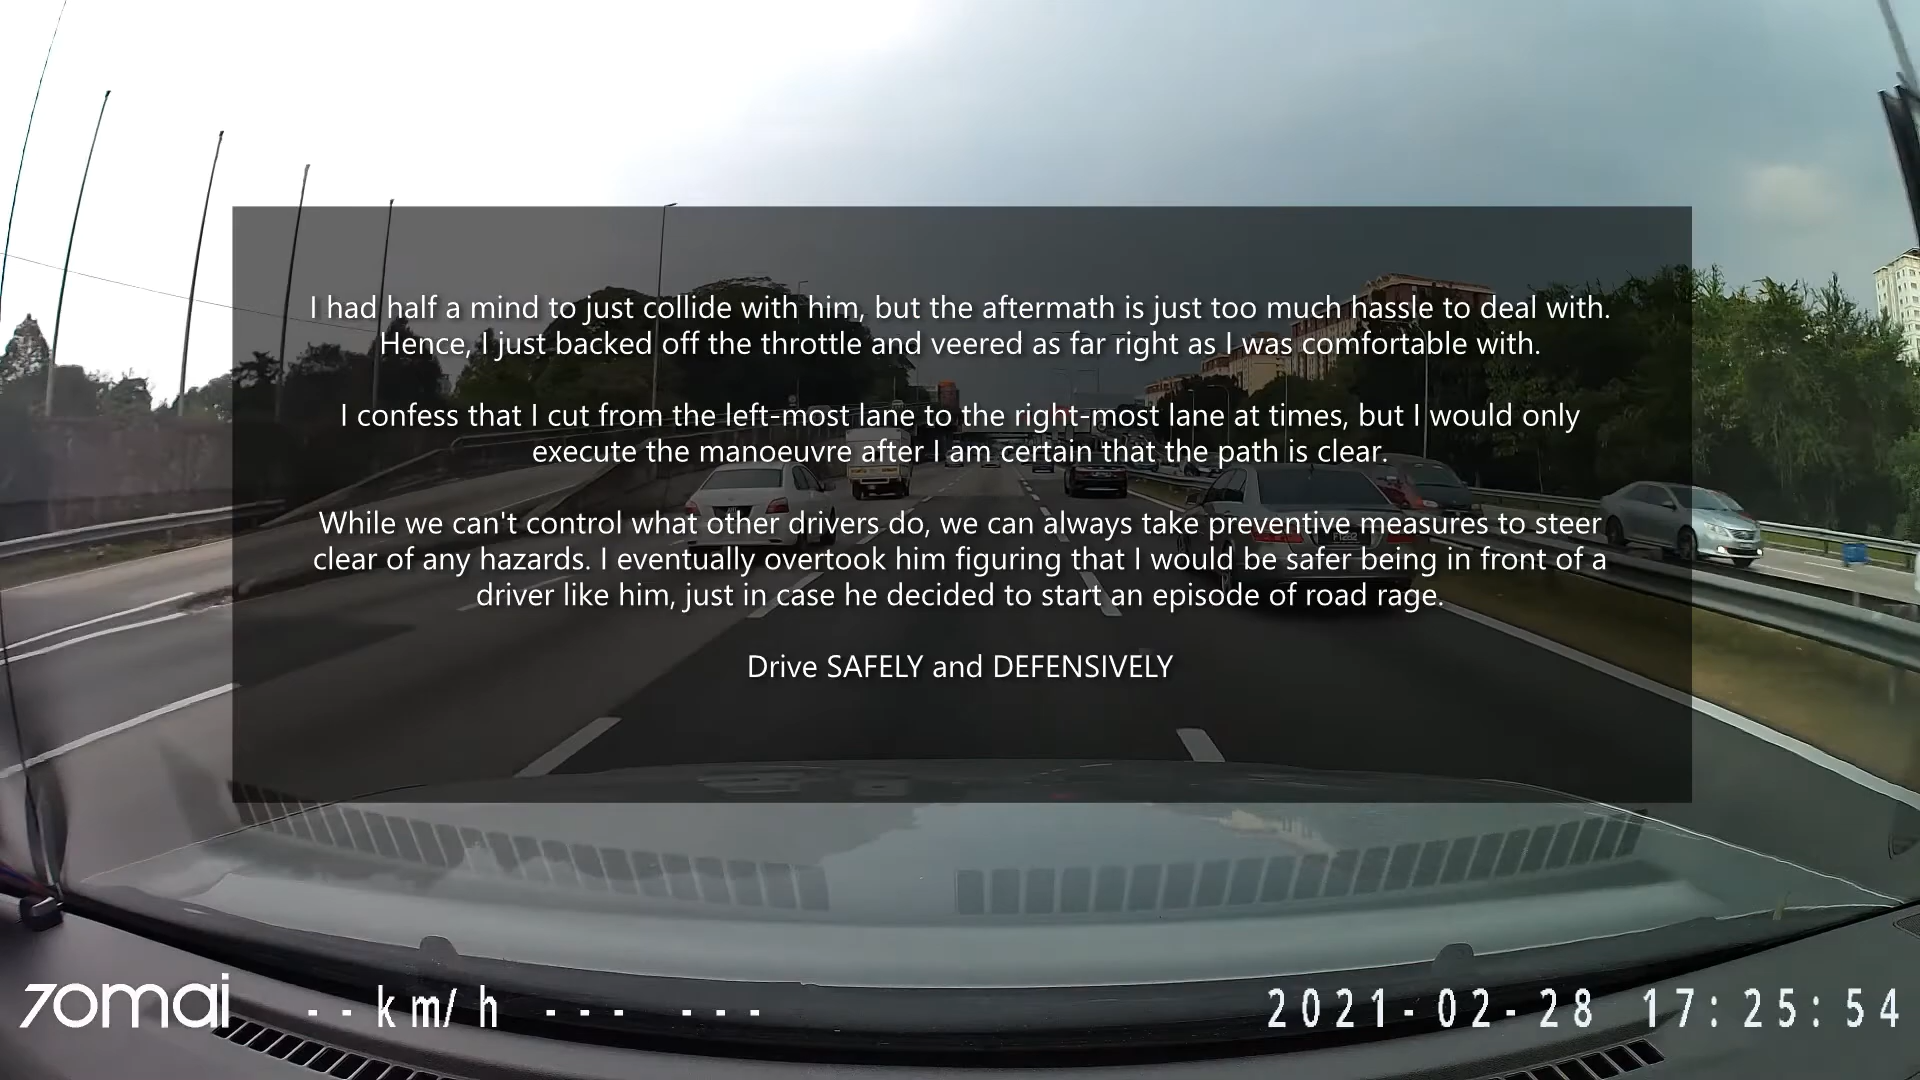 I had half a mind to just collide with him, but the aftermath is just too much hassle to deal with.
Hence, I just backed off the throttle and veered as far right as I was comfortable with.
I confess that I cut from the left-most lane to the right-most lane at times, but I would only
execute the manoeuvre after I am certain that the path is clear.
While we can't control what other drivers do, we can always take preventive measures to steer
clear of any hazards. I eventually overtook him figuring that I would be safer being in front of a
driver like him, just in case he decided to start an episode of road rage.
Drive SAFELY and DEFENSIVELY
70mai --km/h --- --- 2021-02-28 17:25:54